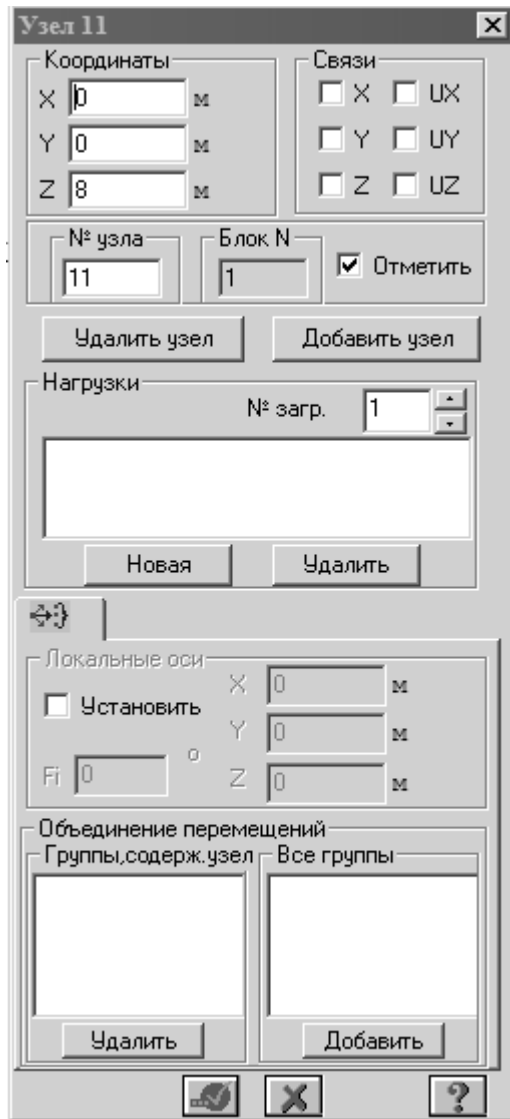 Узел 11
Координаты
Связи
X 0 м
X UX
Y 0 м
Y UY
Z 8 м
Z UZ
№ узла
Блок N
11
1
Отметить
Удалить узел
Добавить узел
Нагрузки
№ загр. 1
Новая
Удалить
Локальные оси
Установить
X 0 м
Y 0 м
Fi 0 °
Z 0 м
Объединение перемещений
Группы,содерж.узел
Все группы
Удалить
Добавить
?